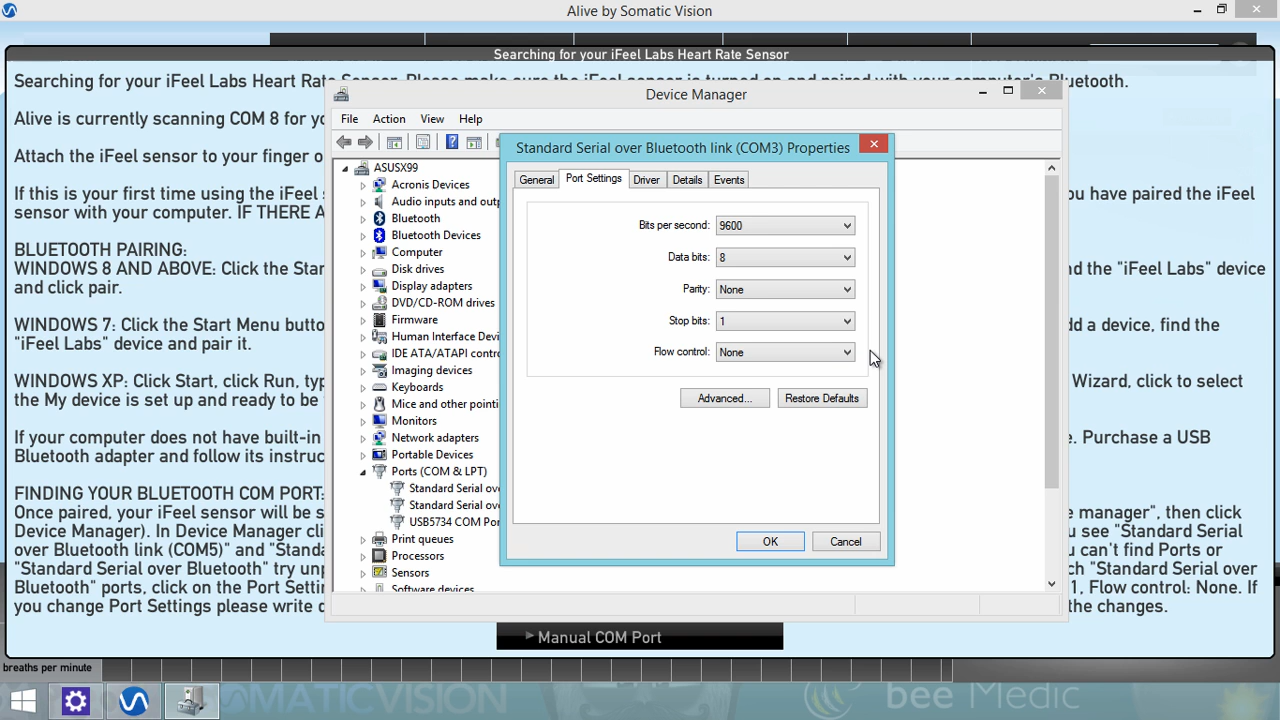 Alive by Somatic Vision
Searching for your iFeel Labs Heart Rate Sensor
Searching for your iFeel Labs Heart Rate Sensor. Please make sure the iFeel sensor is turned on and paired with your computer's Bluetooth.
Alive is currently scanning COM 8 for yo
Attach the iFeel sensor to your finger o
If this is your first time using the iFeel s
ou have paired the iFeel
sensor with your computer. IF THERE A
BLUETOOTH PAIRING:
WINDOWS 8 AND ABOVE: Click the Star
nd the "iFeel Labs" device
and click pair.
WINDOWS 7: Click the Start Menu butto
dd a device, find the
"iFeel Labs" device and pair it.
WINDOWS XP: Click Start, click Run, typ
Wizard, click to select
the My device is set up and ready to be
If your computer does not have built-in
e. Purchase a USB
Bluetooth adapter and follow its instruc
FINDING YOUR BLUETOOTH COM PORT:
Once paired, your iFeel sensor will be s
e manager", then click
Device Manager). In Device Manager cli
u see "Standard Serial
over Bluetooth link (COM5)" and "Standa
u can't find Ports or
"Standard Serial over Bluetooth" try unp
ch "Standard Serial over
Bluetooth" ports, click on the Port Setti
1, Flow control: None. If
you change Port Settings please write d
the changes.
Manual COM Port
breaths per minute
Device Manager
File Action View Help
ASUSX99
Acronis Devices
Audio inputs and outp
Bluetooth
Bluetooth Devices
Computer
Disk drives
Display adapters
DVD/CD-ROM drives
Firmware
Human Interface Devi
IDE ATA/ATAPI contro
Imaging devices
Keyboards
Mice and other pointi
Monitors
Network adapters
Portable Devices
Ports (COM & LPT)
Standard Serial ove
Standard Serial ove
USB5734 COM Por
Print queues
Processors
Sensors
Software devices
Standard Serial over Bluetooth link (COM3) Properties
General Port Settings Driver Details Events
Bits per second: 9600
Data bits: 8
Parity: None
Stop bits: 1
Flow control: None
Advanced... Restore Defaults
OK Cancel
MATICVISION
bee Medic